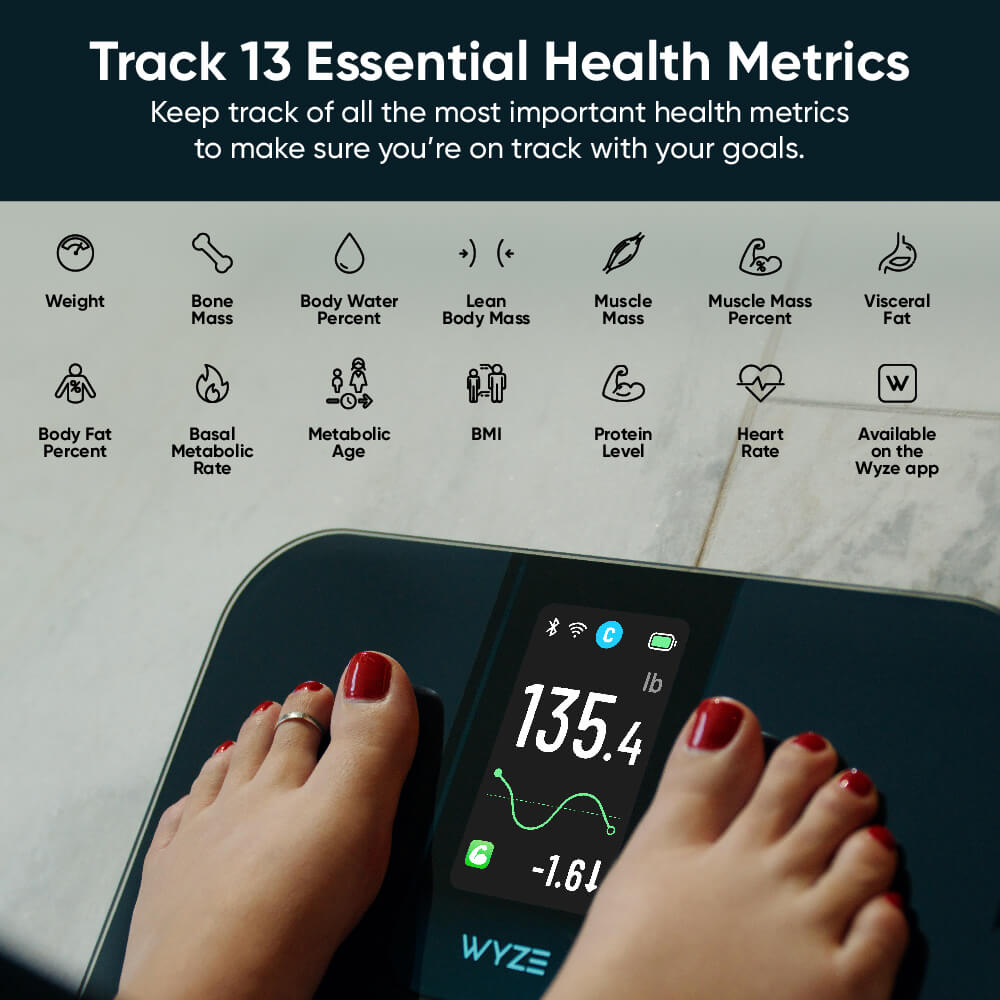 Track 13 Essential Health Metrics
Keep track of all the most important health metrics
to make sure you’re on track with your goals.
Weight
Bone
Mass
Body Water
Percent
Lean
Body Mass
Muscle
Mass
Muscle Mass
Percent
Visceral
Fat
%
%
W
Body Fat
Percent
Basal
Metabolic
Rate
Metabolic
Age
BMI
Protein
Level
Heart
Rate
Available
on the
Wyze app
C
lb
135.4
-1.6↓
WYZE